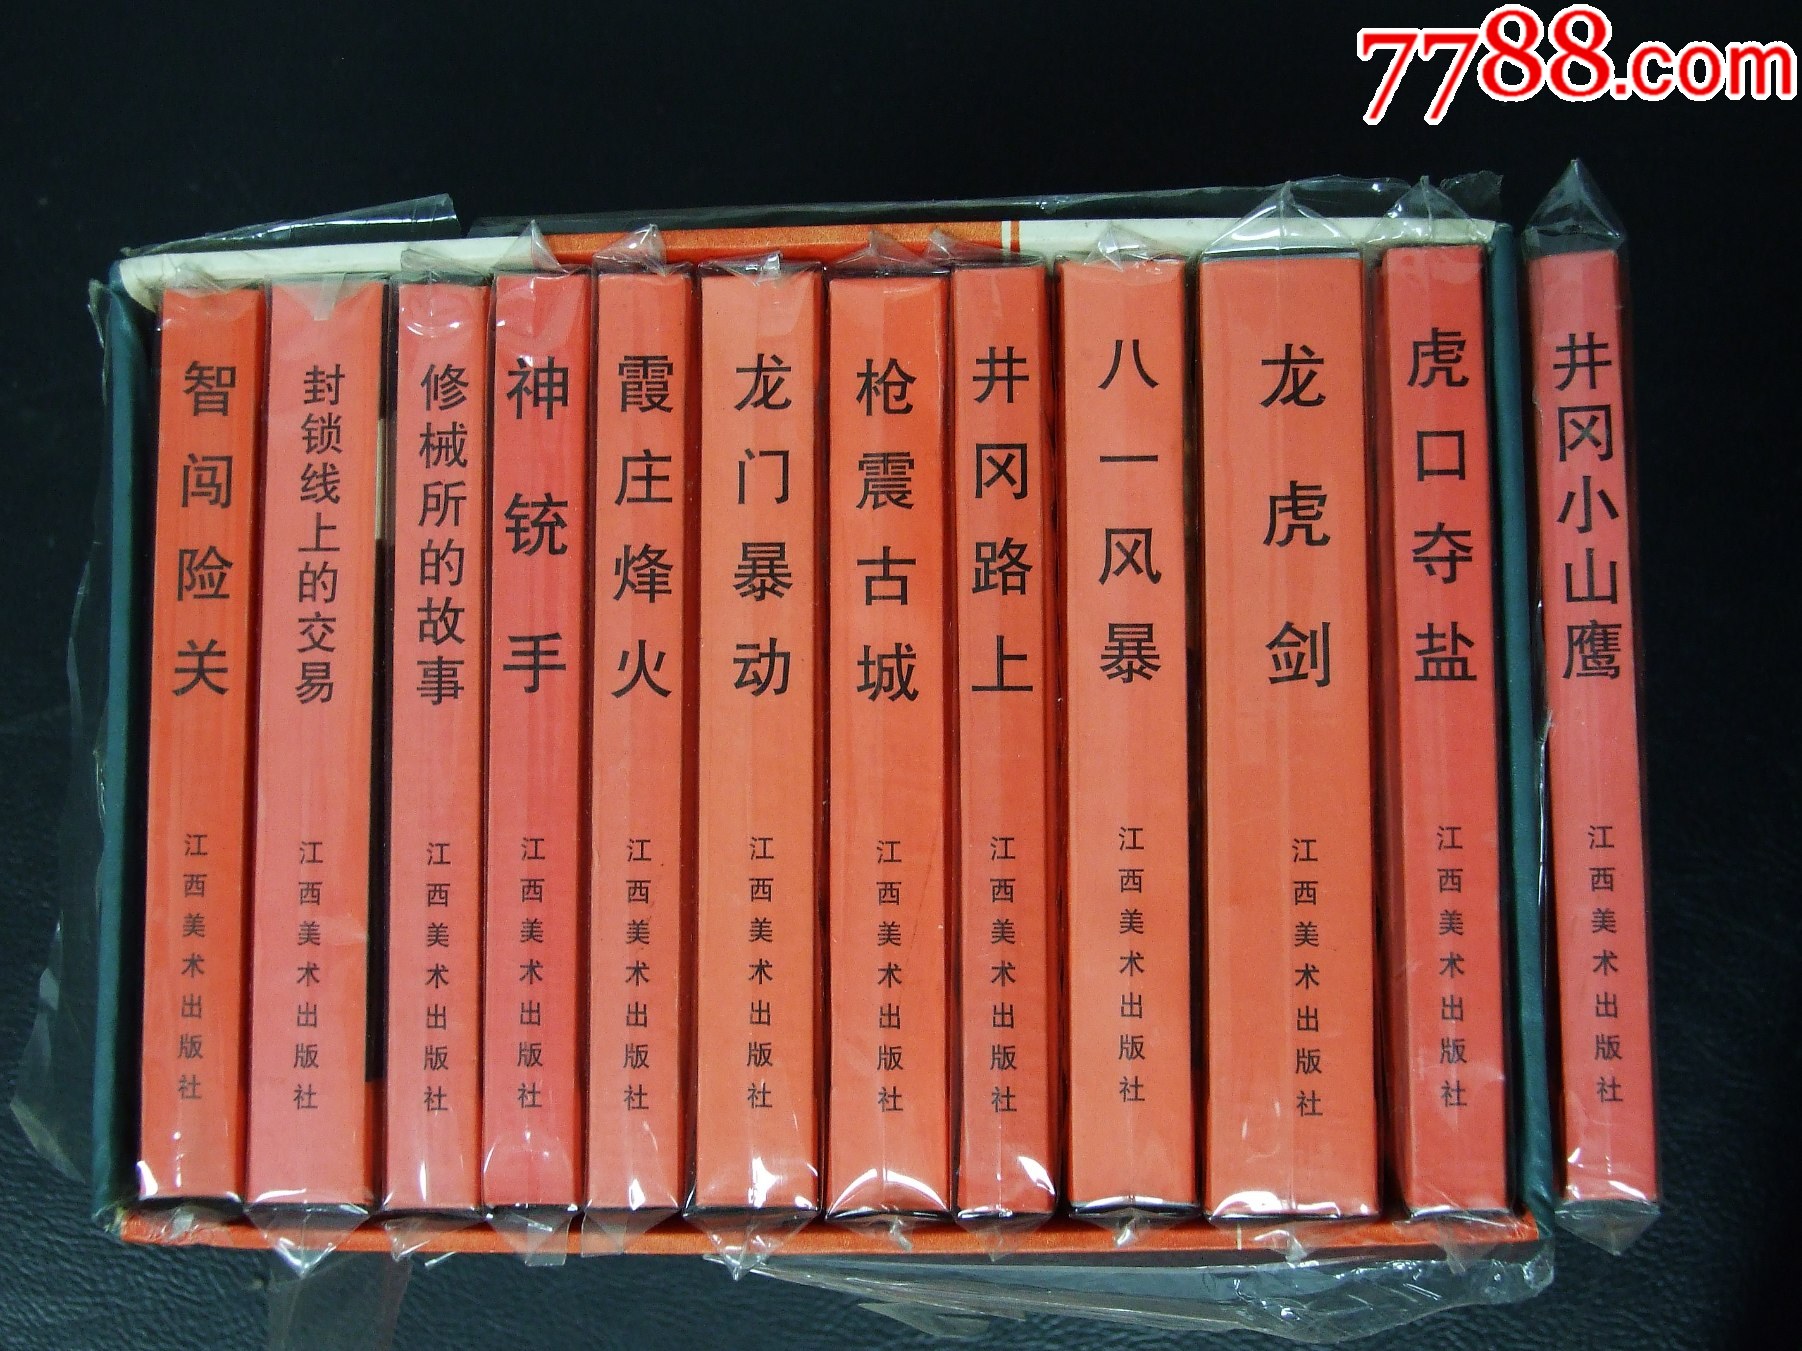 7788.com
智闯险关
江西美术出版社
封锁线上的交易
江西美术出版社
修械所的故事
江西美术出版社
神铳手
江西美术出版社
霞庄烽火
江西美术出版社
龙门暴动
江西美术出版社
枪震古城
江西美术出版社
井冈路上
江西美术出版社
八一风暴
江西美术出版社
龙虎剑
江西美术出版社
虎口夺盐
江西美术出版社
井冈小山鹰
江西美术出版社